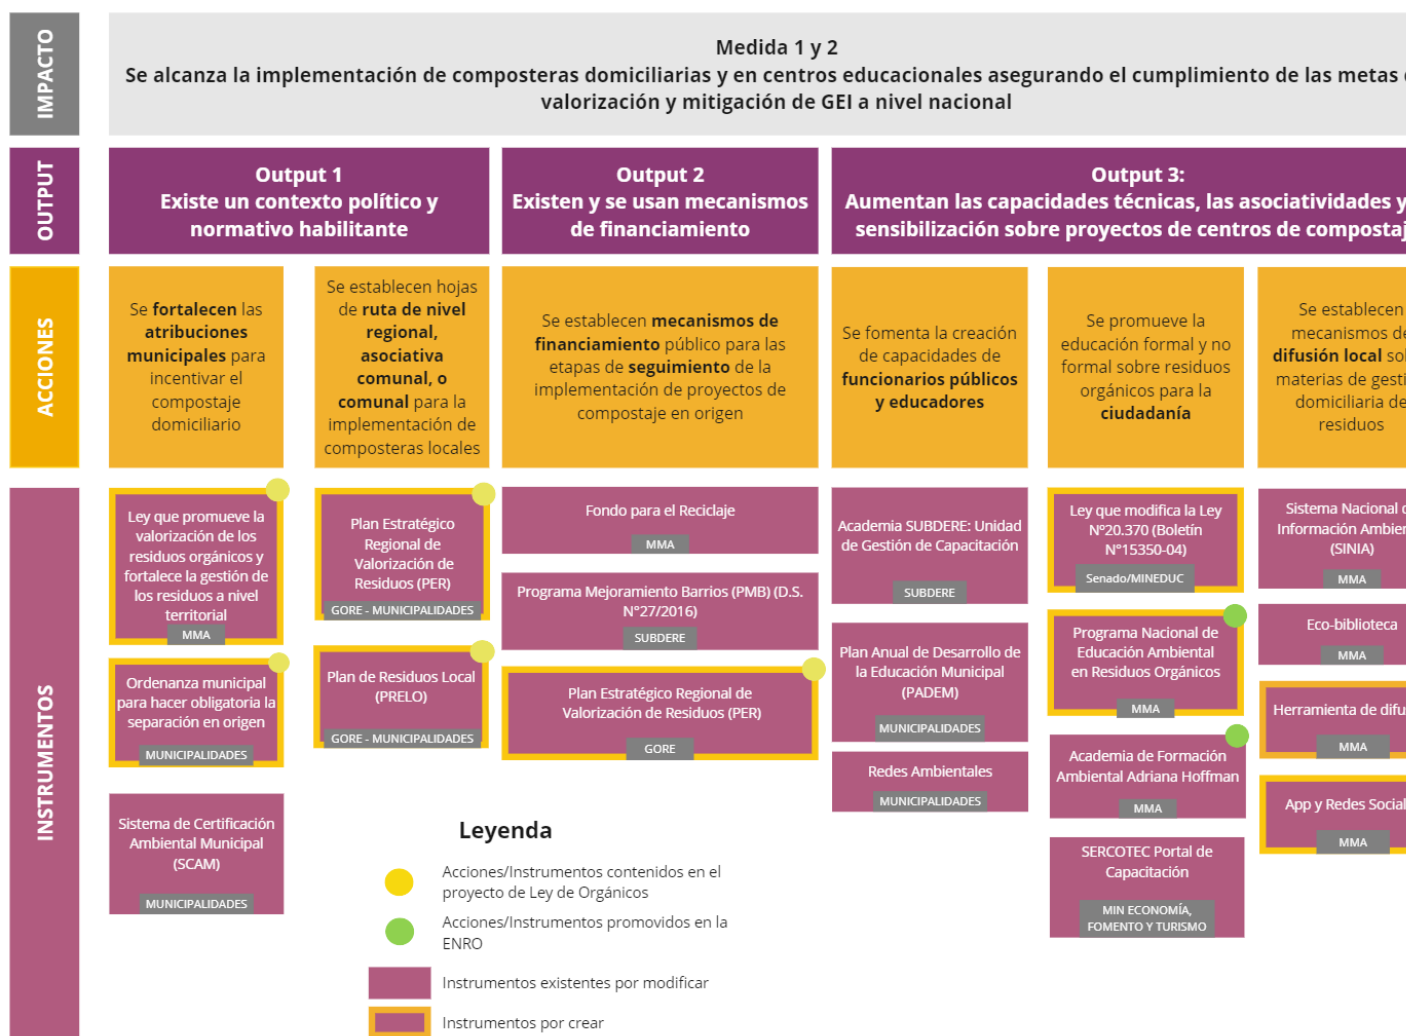 IMPACTO
Medida 1 y 2
Se alcanza la implementación de composteras domiciliarias y en centros educacionales asegurando el cumplimiento de las metas
valorización y mitigación de GEI a nivel nacional
OUTPUT
Output 1
Existe un contexto político y
normativo habilitante
Output 2
Existen y se usan mecanismos
de financiamiento
Output 3:
Aumentan las capacidades técnicas, las asociatividades y
sensibilización sobre proyectos de centros de compostaj
ACCIONES
Se fortalecen las
atribuciones
municipales para
incentivar el
compostaje
domiciliario
Se establecen hojas
de ruta de nivel
regional,
asociativa
comunal, o
comunal para la
implementación de
composteras locales
Se establecen mecanismos de
financiamiento público para las
etapas de seguimiento de la
implementación de proyectos de
compostaje en origen
Se fomenta la creación
de capacidades de
funcionarios públicos
y educadores
Se promueve la
educación formal y no
formal sobre residuos
orgánicos para la
ciudadanía
Se establecen
mecanismos de
difusión local so
materias de gesti
domiciliaria de
residuos
INSTRUMENTOS
Ley que promueve la
valorización de los
residuos orgánicos y
fortalece la gestión de
los residuos a nivel
territorial
MMA
Ordenanza municipal
para hacer obligatoria la
separación en origen
MUNICIPALIDADES
Sistema de Certificación
Ambiental Municipal
(SCAM)
MUNICIPALIDADES
Plan Estratégico
Regional de
Valorización de
Residuos (PER)
GORE - MUNICIPALIDADES
Plan de Residuos Local
(PRELO)
GORE - MUNICIPALIDADES
Fondo para el Reciclaje
MMA
Programa Mejoramiento Barrios (PMB) (D.S.
N°27/2016)
SUBDERE
Plan Estratégico Regional de
Valorización de Residuos (PER)
GORE
Academia SUBDERE: Unidad
de Gestión de Capacitación
SUBDERE
Plan Anual de Desarrollo de
la Educación Municipal
(PADEM)
MUNICIPALIDADES
Redes Ambientales
MUNICIPALIDADES
Ley que modifica la Ley
N°20.370 (Boletín
N°15350-04)
Senado/MINEDUC
Programa Nacional de
Educación Ambiental
en Residuos Orgánicos
MMA
Academia de Formación
Ambiental Adriana Hoffman
MMA
SERCOTEC Portal de
Capacitación
MIN ECONOMÍA,
FOMENTO Y TURISMO
Sistema Nacional d
Información Ambien
(SINIA)
MMA
Eco-biblioteca
MMA
Herramienta de difu
MMA
App y Redes Social
MMA
Leyenda
Acciones/Instrumentos contenidos en el
proyecto de Ley de Orgánicos
Acciones/Instrumentos promovidos en la
ENRO
Instrumentos existentes por modificar
Instrumentos por crear